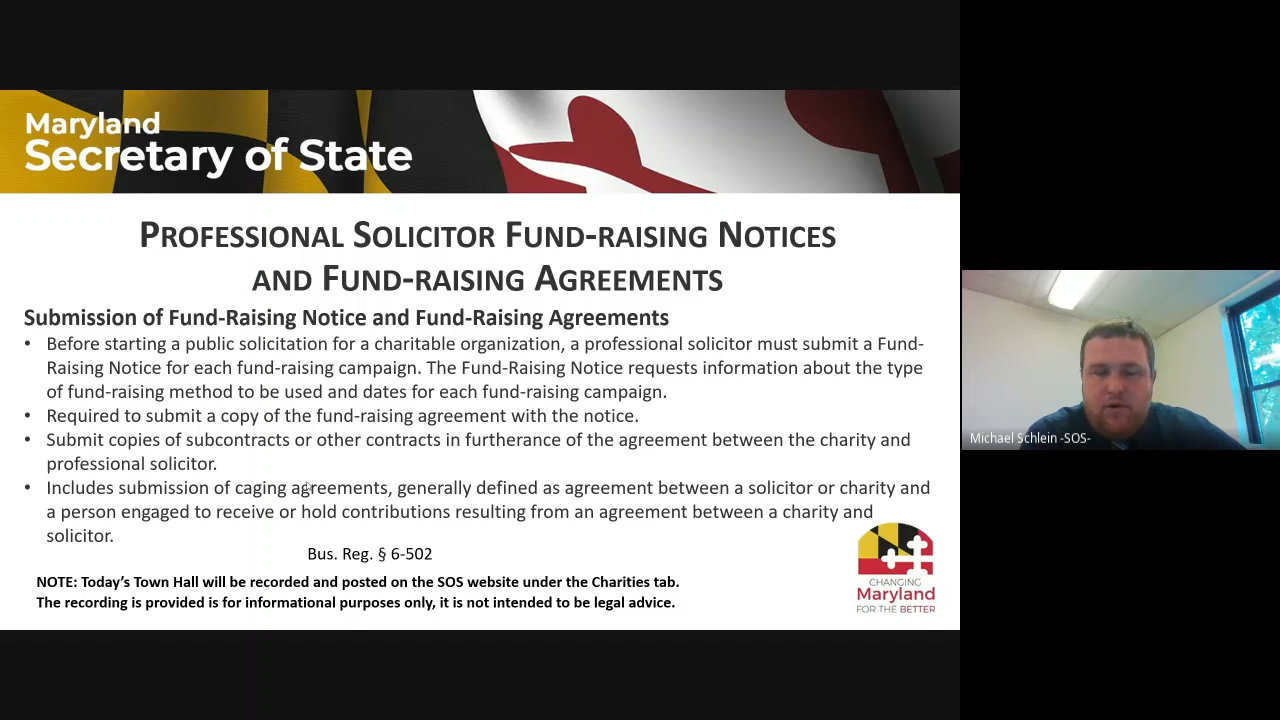 Maryland
Secretary of State
PROFESSIONAL SOLICITOR FUND-RAISING NOTICES
AND FUND-RAISING AGREEMENTS
Submission of Fund-Raising Notice and Fund-Raising Agreements
• Before starting a public solicitation for a charitable organization, a professional solicitor must submit a Fund-
Raising Notice for each fund-raising campaign. The Fund-Raising Notice requests information about the type
of fund-raising method to be used and dates for each fund-raising campaign.
• Required to submit a copy of the fund-raising agreement with the notice.
• Submit copies of subcontracts or other contracts in furtherance of the agreement between the charity and
professional solicitor.
• Includes submission of caging agreements, generally defined as agreement between a solicitor or charity and
a person engaged to receive or hold contributions resulting from an agreement between a charity and
solicitor.
Bus. Reg. § 6-502
NOTE: Today's Town Hall will be recorded and posted on the SOS website under the Charities tab.
The recording is provided is for informational purposes only, it is not intended to be legal advice.
CHANGING
Maryland
FOR THE BETTER
Michael Schlein -SOS-